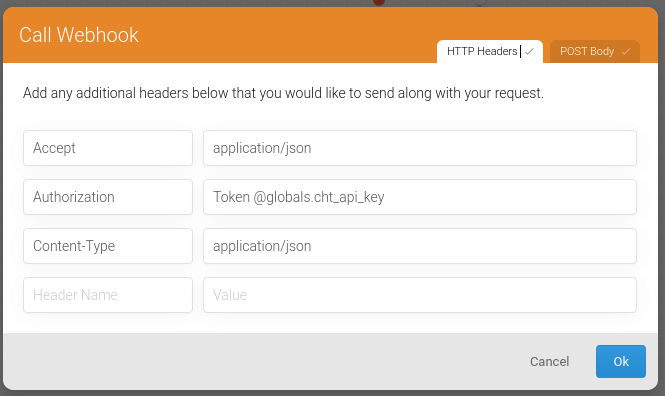 Call Webhook
HTTP Headers
POST Body
Add any additional headers below that you would like to send along with your request.
Accept
application/json
Authorization
Token @globals.cht_api_key
Content-Type
application/json
Header Name
Value
Cancel
Ok